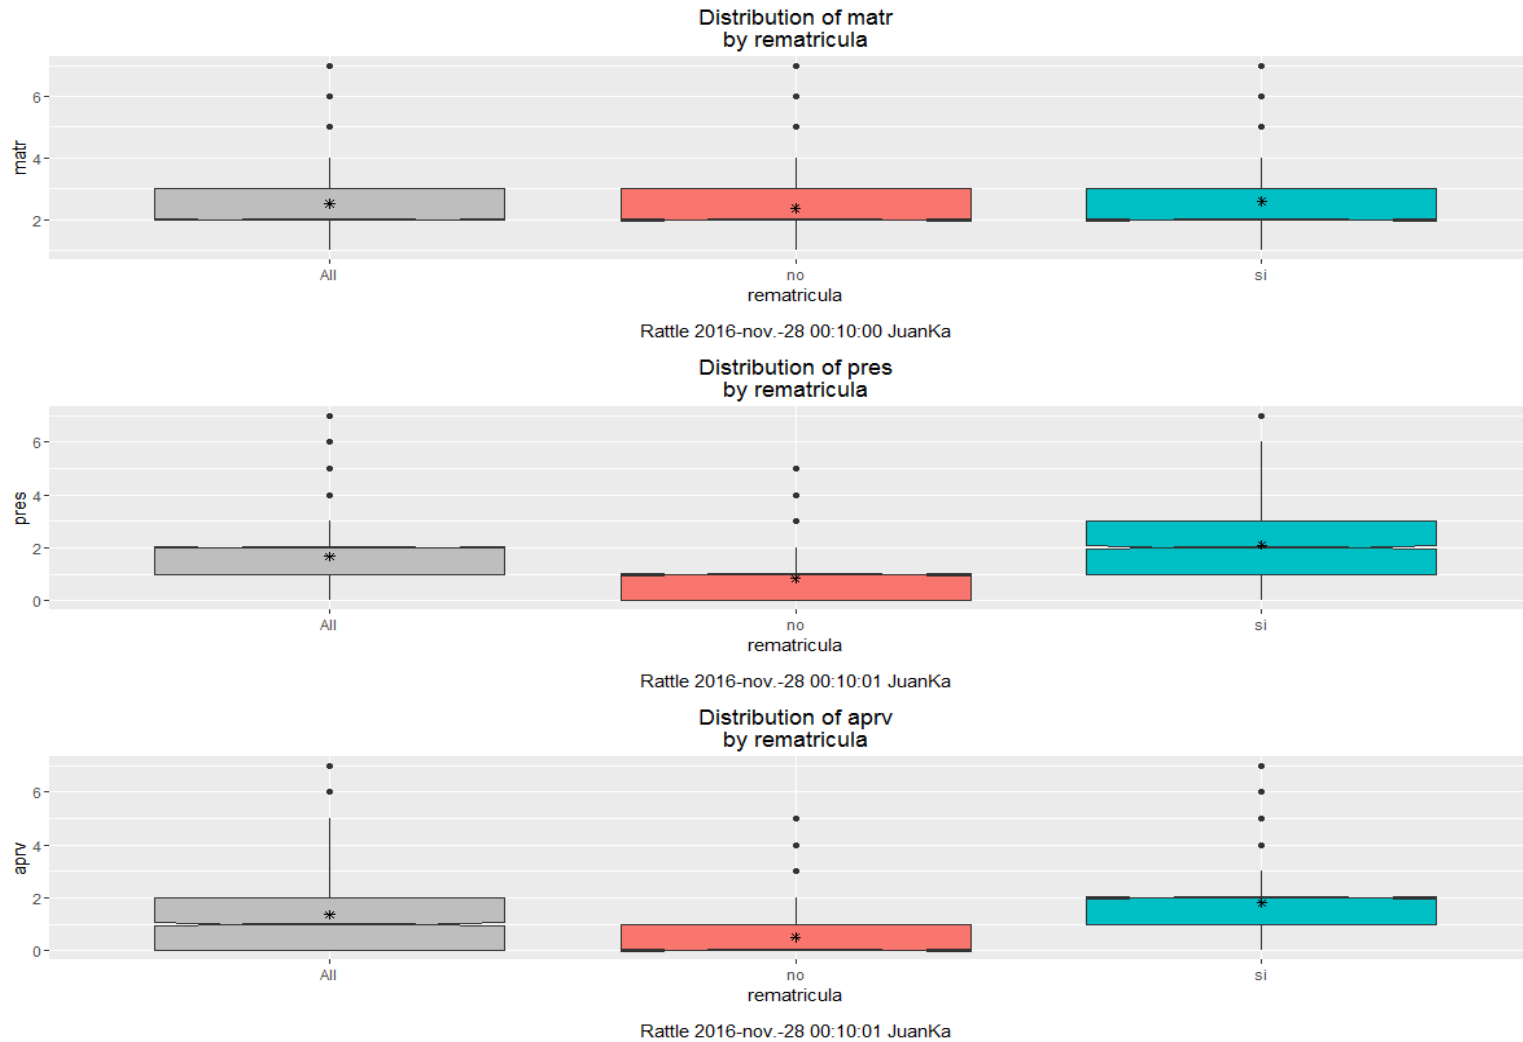 Distribution of matr
by rematricula
matr
6
4
2
All no si
rematricula
Rattle 2016-nov.-28 00:10:00 JuanKa
Distribution of pres
by rematricula
pres
6
4
2
0
All no si
rematricula
Rattle 2016-nov.-28 00:10:01 JuanKa
Distribution of aprv
by rematricula
aprv
6
4
2
0
All no si
rematricula
Rattle 2016-nov.-28 00:10:01 JuanKa